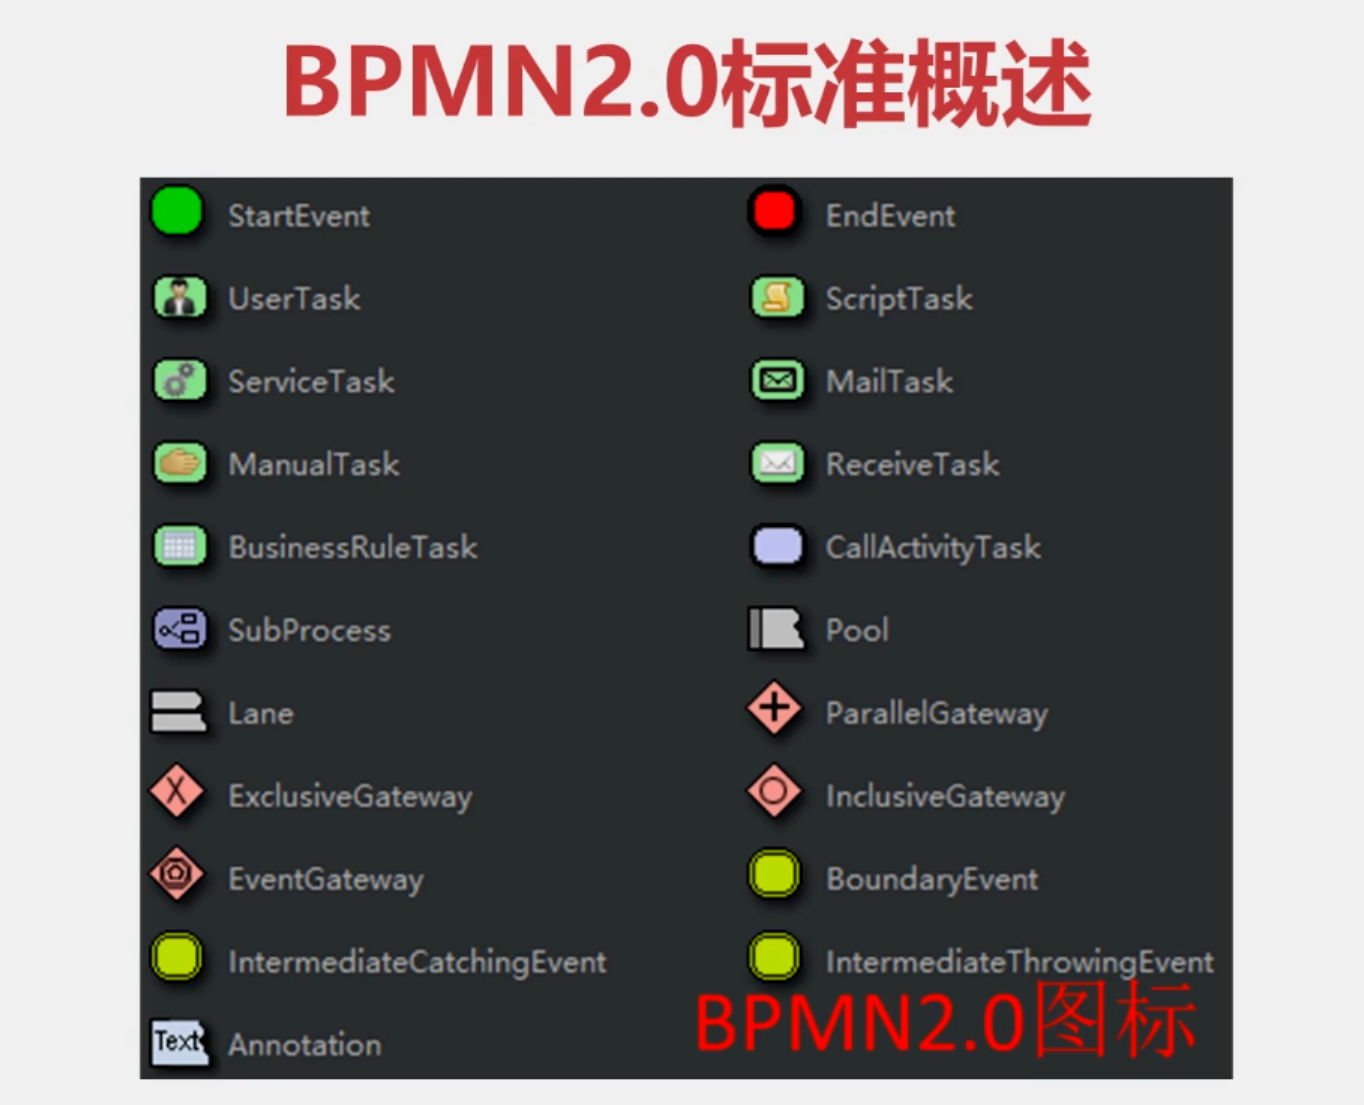 BPMN2.0标准概述
StartEvent
EndEvent
UserTask
ScriptTask
ServiceTask
MailTask
ManualTask
ReceiveTask
BusinessRuleTask
CallActivityTask
SubProcess
Pool
Lane
ParallelGateway
X
ExclusiveGateway
InclusiveGateway
EventGateway
BoundaryEvent
IntermediateCatchingEvent
IntermediateThrowingEvent
BPMN2.0图标
Text
Annotation